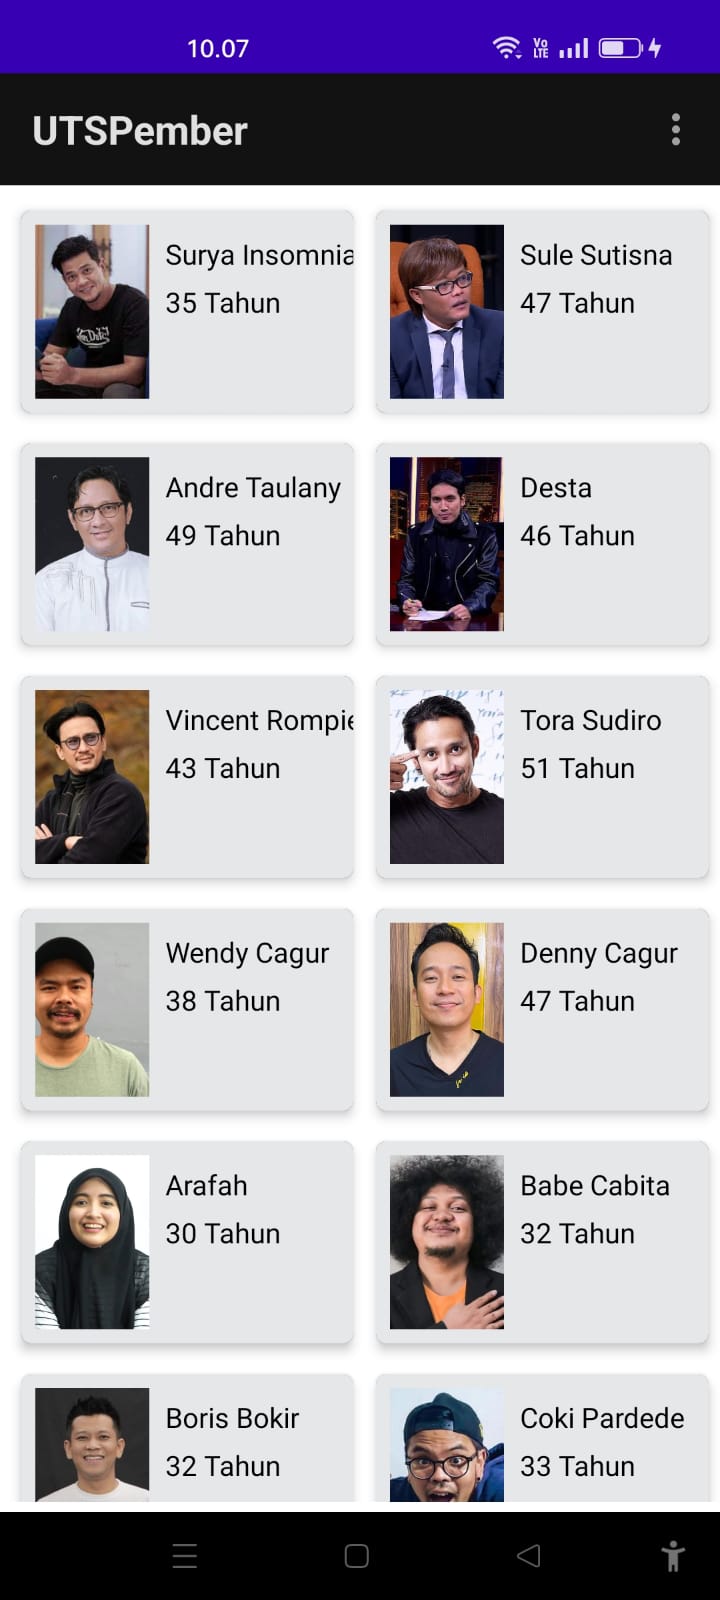 10.07
Vo
LTE
UTSPember
Surya Insomnia
35 Tahun
Sule Sutisna
47 Tahun
Andre Taulany
49 Tahun
Desta
46 Tahun
Vincent Rompie
43 Tahun
Tora Sudiro
51 Tahun
Wendy Cagur
38 Tahun
Denny Cagur
47 Tahun
Arafah
30 Tahun
Babe Cabita
32 Tahun
Boris Bokir
32 Tahun
Coki Pardede
33 Tahun